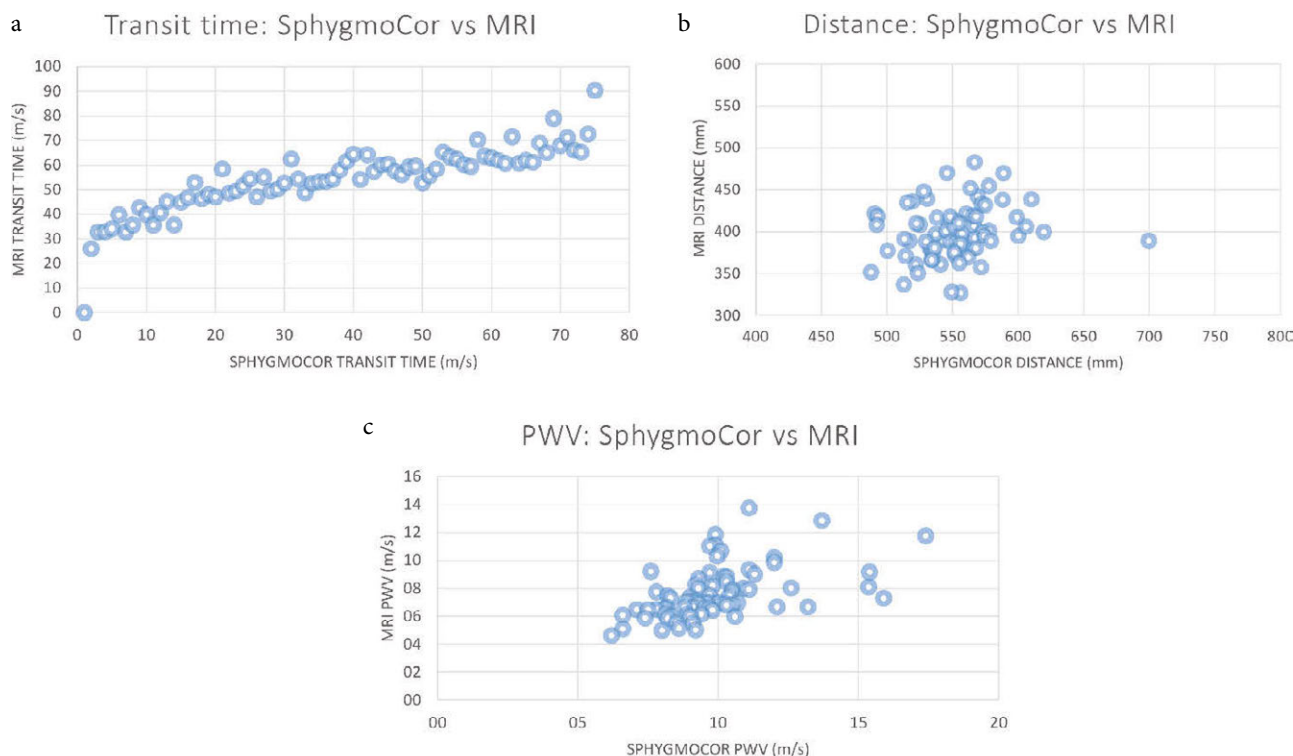 a
Transit time: SphygmoCor vs MRI
100
90
80
70
60
50
40
30
20
10
0
MRI TRANSIT TIME (m/s)
0 10 20 30 40 50 60 70 80
SPHYGMOCOR TRANSIT TIME (m/s)
b
Distance: SphygmoCor vs MRI
600
550
500
450
400
350
300
MRI DISTANCE (mm)
400 450 500 550 600 650 700 750 800
SPHYGMOCOR DISTANCE (mm)
c
PWV: SphygmoCor vs MRI
16
14
12
10
08
06
04
02
00
MRI PWV (m/s)
00 05 10 15 20
SPHYGMOCOR PWV (m/s)